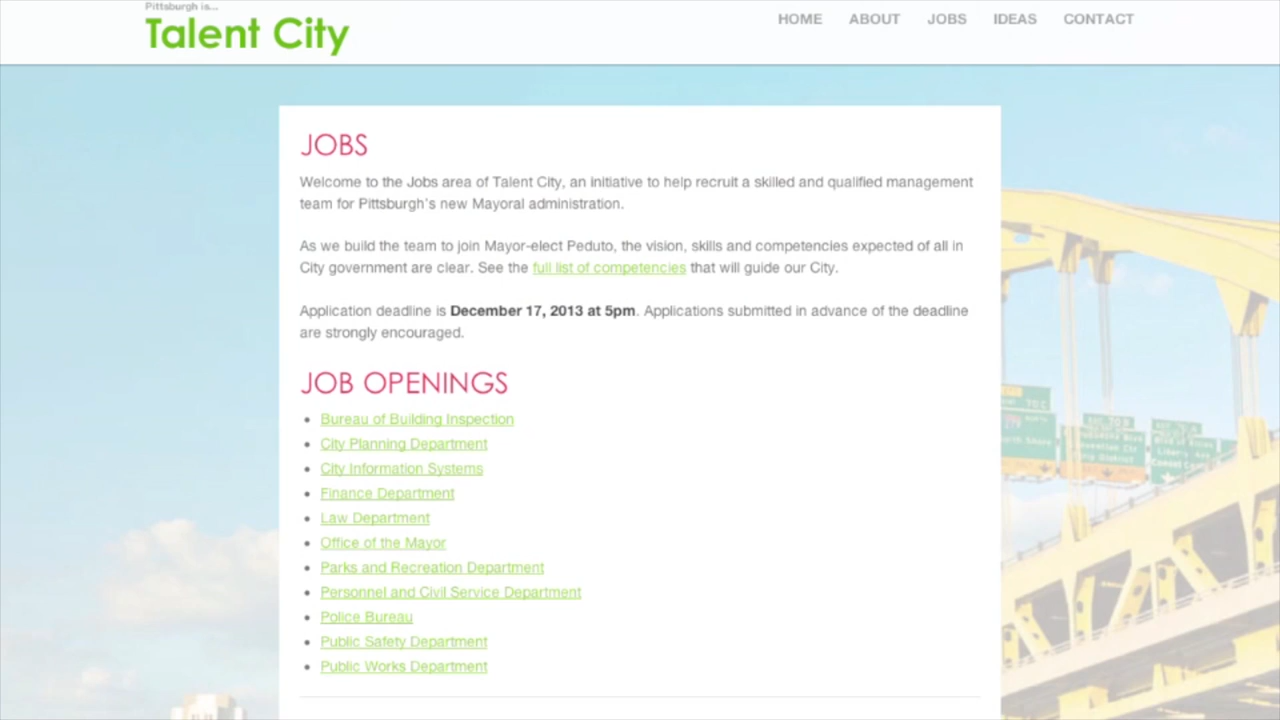 Pittsburgh is...
Talent City
HOME ABOUT JOBS IDEAS CONTACT
JOBS
Welcome to the Jobs area of Talent City, an initiative to help recruit a skilled and qualified management
team for Pittsburgh's new Mayoral administration.
As we build the team to join Mayor-elect Peduto, the vision, skills and competencies expected of all in
City government are clear. See the full list of competencies that will guide our City.
Application deadline is December 17, 2013 at 5pm. Applications submitted in advance of the deadline
are strongly encouraged.
JOB OPENINGS
Bureau of Building Inspection
City Planning Department
City Information Systems
Finance Department
Law Department
Office of the Mayor
Parks and Recreation Department
Personnel and Civil Service Department
Police Bureau
Public Safety Department
Public Works Department